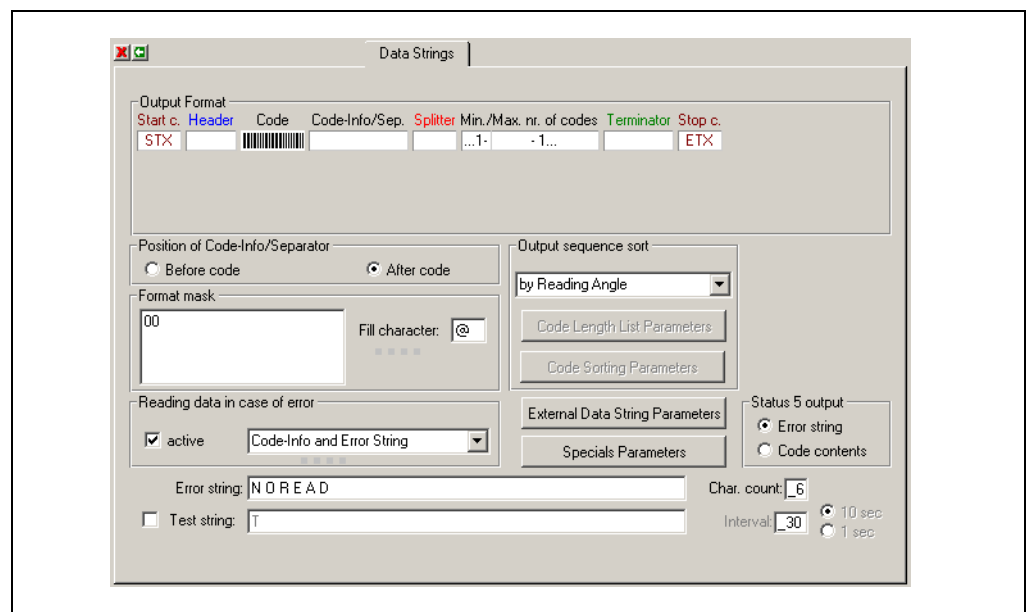 Data Strings
Output Format
Start c. Header Code Code-Info/Sep. Splitter Min./Max. nr. of codes Terminator Stop c.
STX ...1- - 1... ETX
Position of Code-Info/Separator
Before code After code
Output sequence sort
by Reading Angle
Format mask
00
Fill character: @
Code Length List Parameters
Code Sorting Parameters
Reading data in case of error
active Code-Info and Error String
External Data String Parameters
Specials Parameters
Status 5 output
Error string
Code contents
Error string: N O R E A D Char. count: _6
Test string: T Interval: _30 10 sec
1 sec